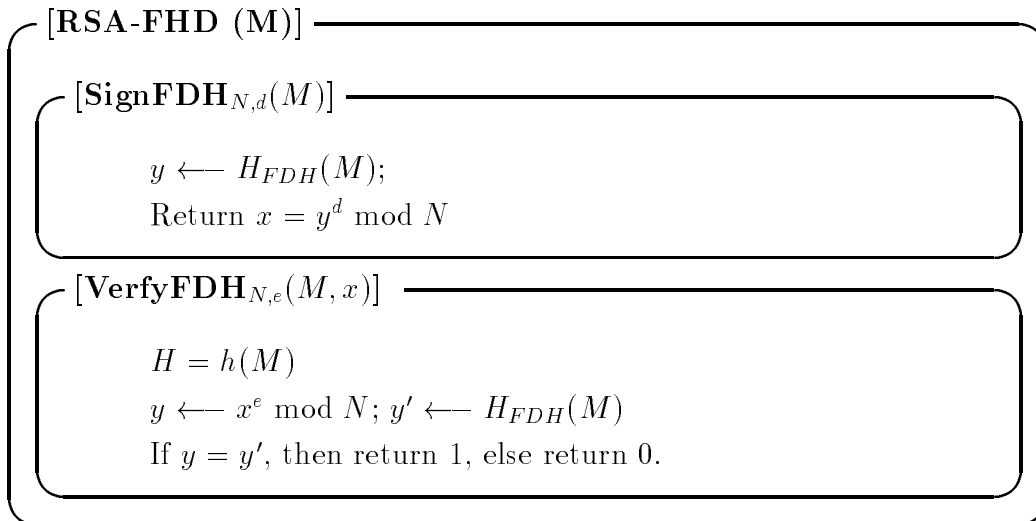 [RSA-FHD (M)]
[SignFDH_{N,d}(M)]
y ←− H_{FDH}(M);
Return x = y^d mod N
[VerfyFDH_{N,e}(M, x)]
H = h(M)
y ←− x^e mod N; y′ ←− H_{FDH}(M)
If y = y′, then return 1, else return 0.